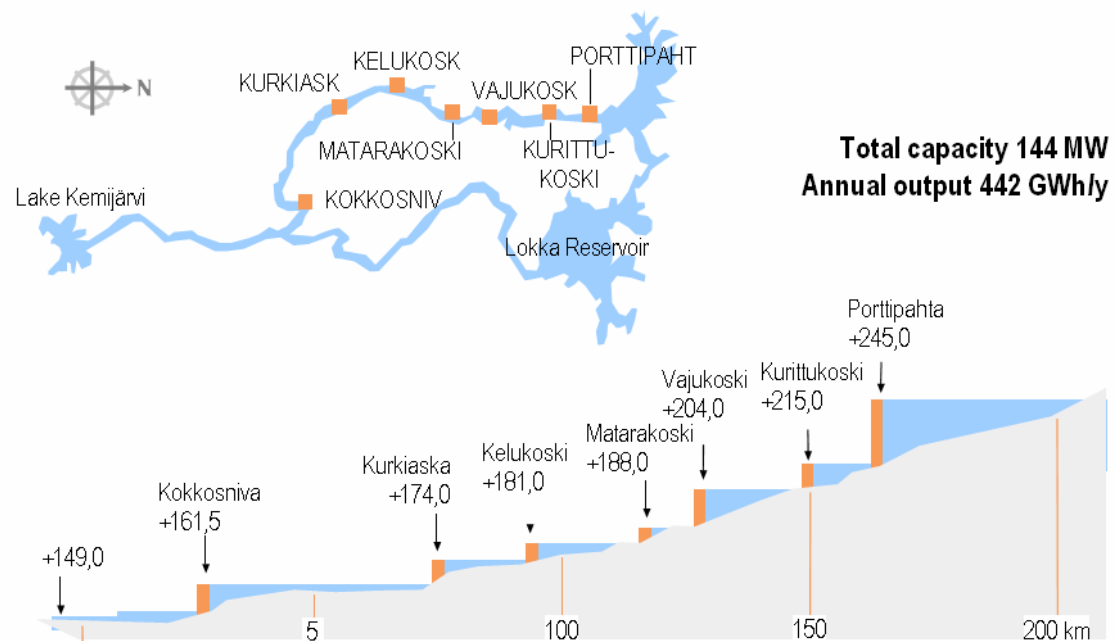 PORTTIPAHT
KELUKOSK
KURKIASK
VAJUKOSK
N
MATARAKOSKI
KURITTU-
KOSKI
Total capacity 144 MW
Annual output 442 GWh/y
Lake Kemijärvi
KOKKOSNIV
Lokka Reservoir
Porttipahta
+245,0
Vajukoski
+204,0
Kurittukoski
+215,0
Matarakoski
+188,0
Kelukoski
+181,0
Kurkiaska
+174,0
Kokkosniva
+161,5
+149,0
5
100
150
200 km